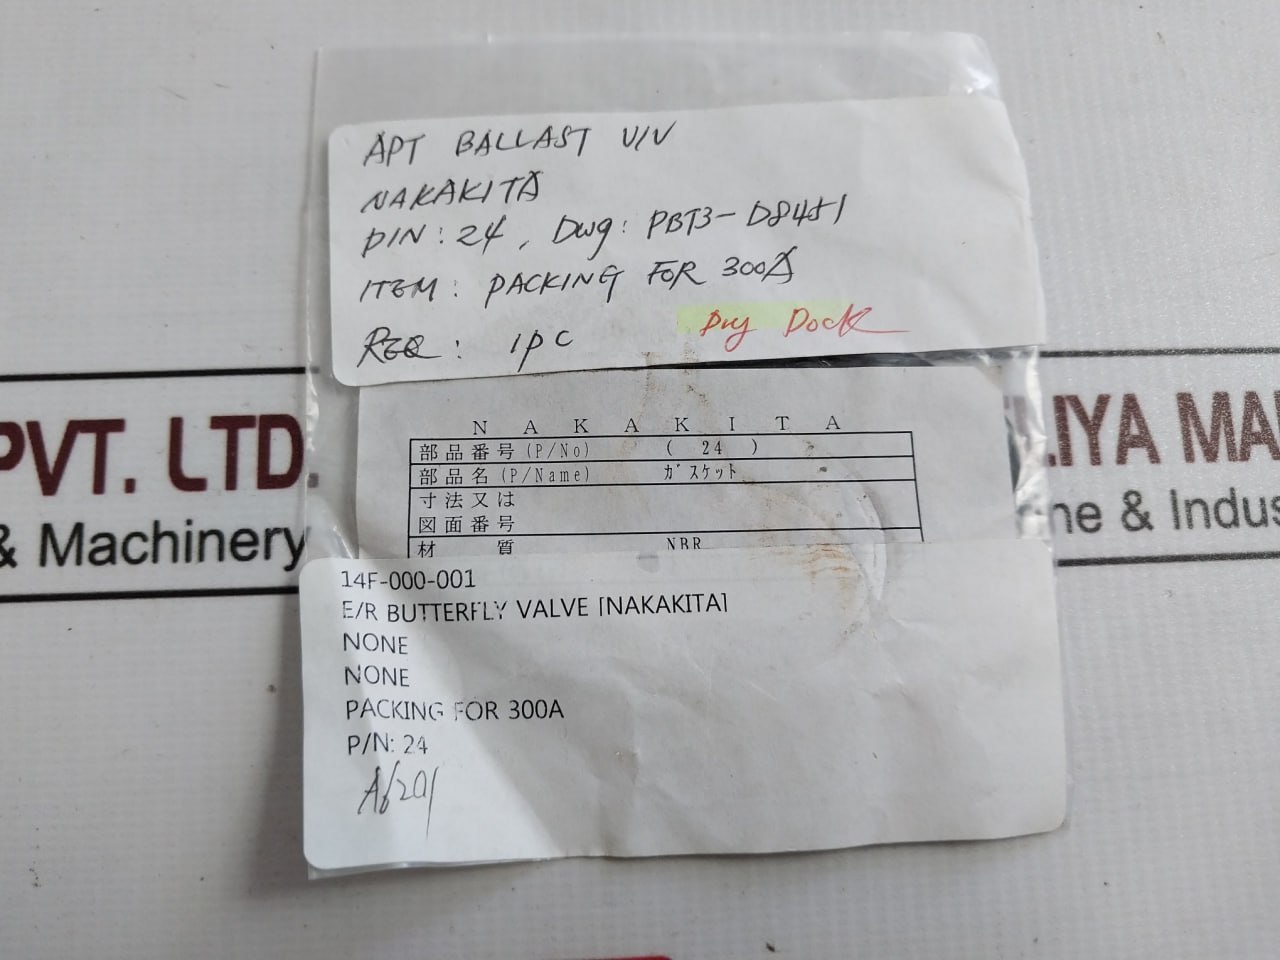 APT BALLAST V/V
NAKAKITA
P/N: 24, Dwg: PBT3-D8451
ITEM: PACKING FOR 300A
REQ: 1PC
Dry Dock
NAKAKITA
部品番号(P/No) ( 24 )
部品名(P/Name) ガスケット
寸法又は
図面番号
材質 NBR
14F-000-001
E/R BUTTERFLY VALVE [NAKAKITA]
NONE
NONE
PACKING FOR 300A
P/N: 24
PVT. LTD.
& Machinery
LIYA MA
ne & Indus